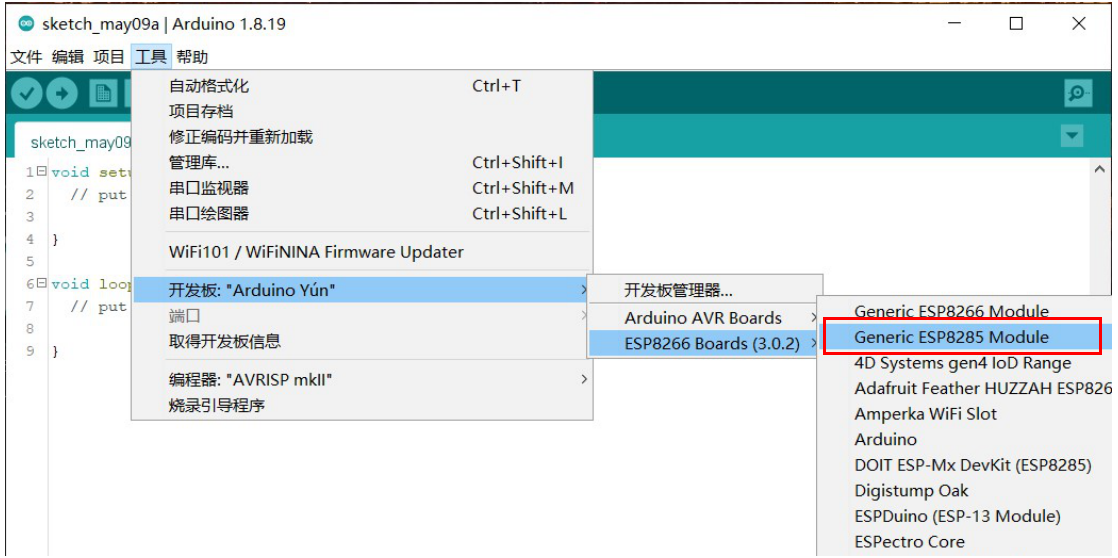 sketch_may09a | Arduino 1.8.19
文件 编辑 项目 工具 帮助
sketch_may09
自动格式化 Ctrl+T
项目存档
修正编码并重新加载
管理库... Ctrl+Shift+I
串口监视器 Ctrl+Shift+M
串口绘图器 Ctrl+Shift+L
WiFi101 / WiFiNINA Firmware Updater
开发板: "Arduino Yún"
端口
取得开发板信息
编程器: "AVRISP mkII"
烧录引导程序
开发板管理器...
Arduino AVR Boards
ESP8266 Boards (3.0.2)
Generic ESP8266 Module
Generic ESP8285 Module
4D Systems gen4 IoD Range
Adafruit Feather HUZZAH ESP826
Amperka WiFi Slot
Arduino
DOIT ESP-Mx DevKit (ESP8285)
Digistump Oak
ESPDuino (ESP-13 Module)
ESPectro Core
1 void setu
2 // put
3
4 }
5
6 void loop
7 // put
8
9 }